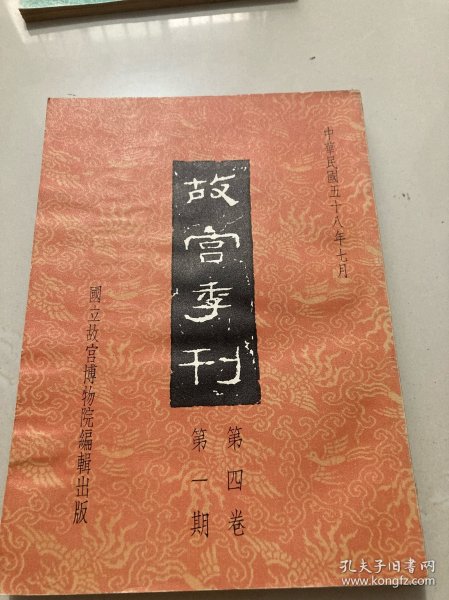 中華民國五十八年七月
故宮季刊
第四卷
第一期
國立故宮博物院編輯出版
孔夫子旧书网
www.kongfz.com